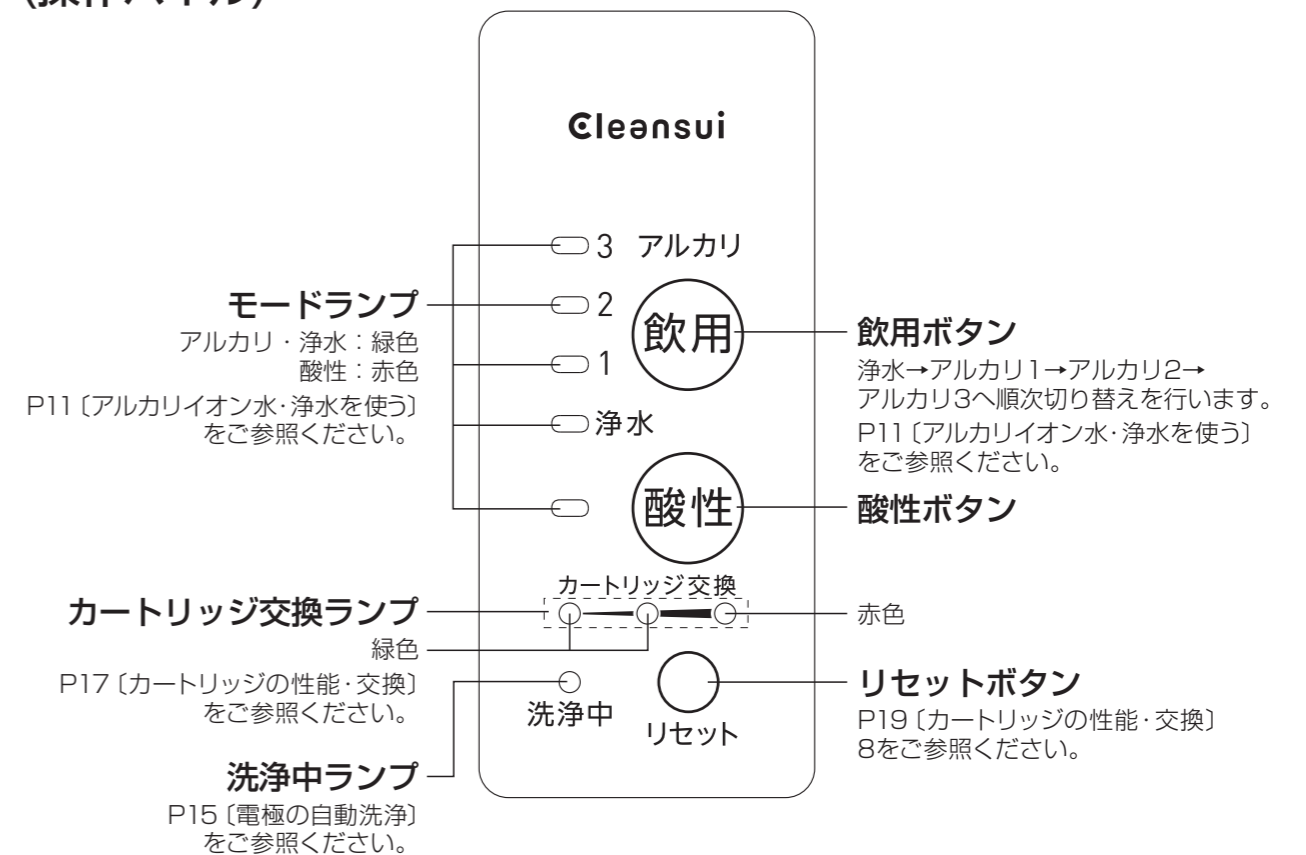 Cleansui
3 アルカリ
2
飲用
1
浄水
酸性
カートリッジ交換
洗浄中
リセット
モードランプ
アルカリ・浄水：緑色
酸性：赤色
P11〔アルカリイオン水・浄水を使う〕
をご参照ください。
カートリッジ交換ランプ
緑色
P17〔カートリッジの性能・交換〕
をご参照ください。
洗浄中ランプ
P15〔電極の自動洗浄〕
をご参照ください。
飲用ボタン
浄水→アルカリ1→アルカリ2→
アルカリ3へ順次切り替えを行います。
P11〔アルカリイオン水・浄水を使う〕
をご参照ください。
酸性ボタン
赤色
リセットボタン
P19〔カートリッジの性能・交換〕
8をご参照ください。